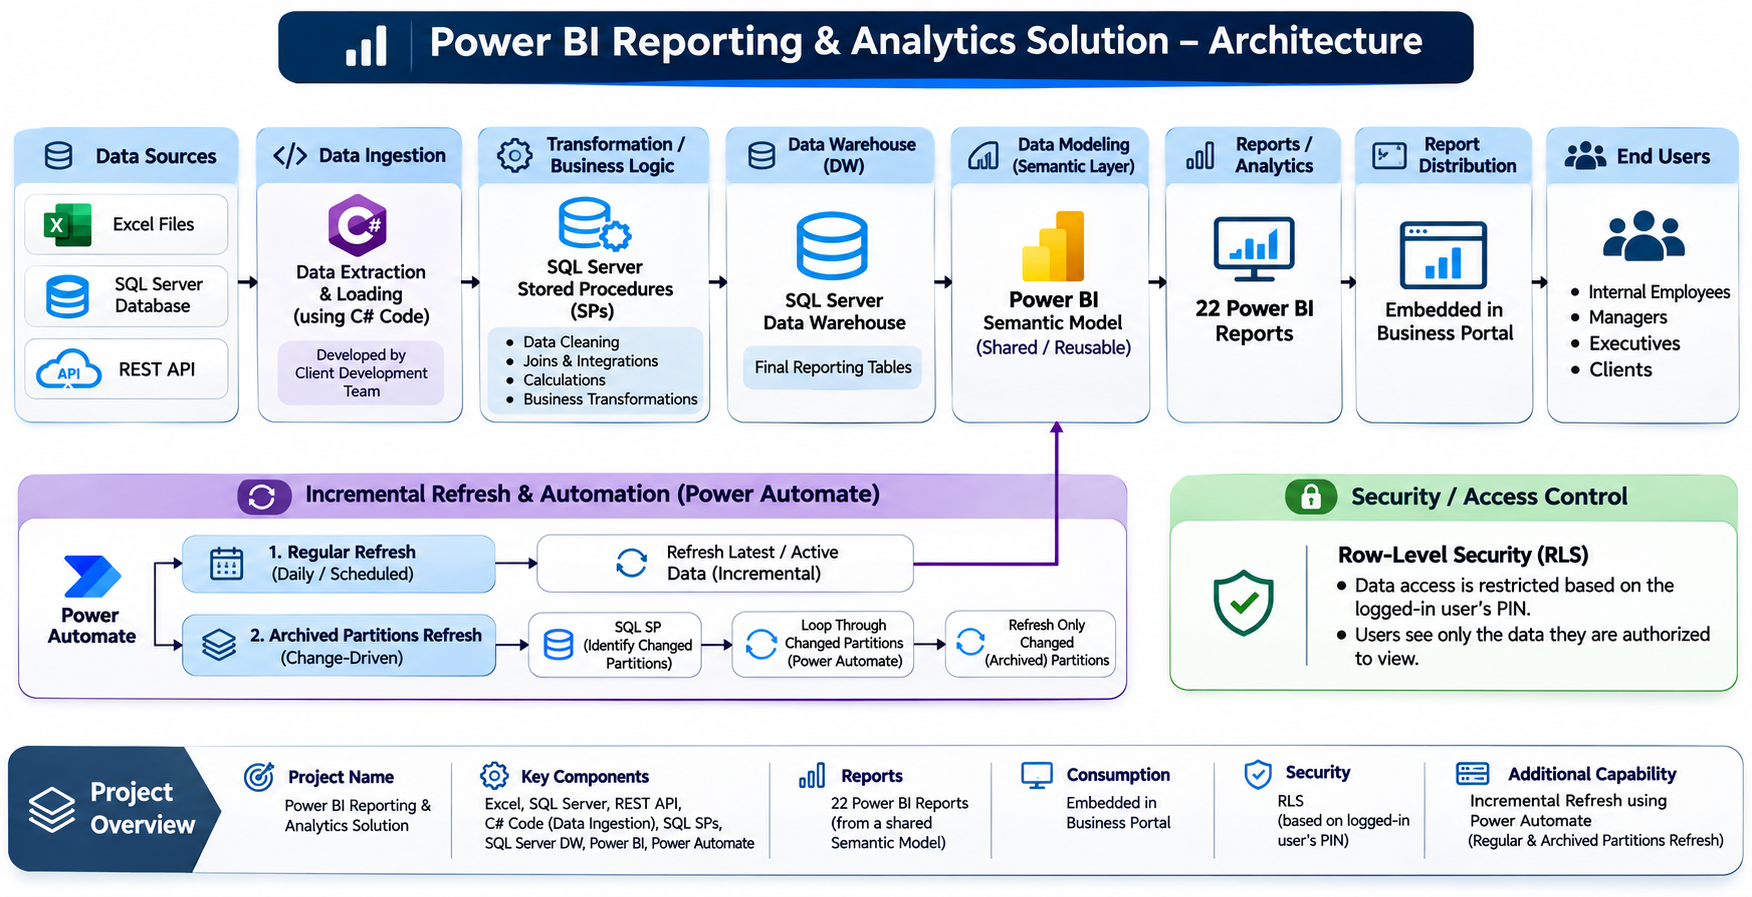 Power BI Reporting & Analytics Solution – Architecture
Data Sources
Excel Files
SQL Server
Database
API
REST API
Data Ingestion
C#
Data Extraction
& Loading
(using C# Code)
Developed by
Client Development
Team
Transformation /
Business Logic
SQL Server
Stored Procedures
(SPs)
• Data Cleaning
• Joins & Integrations
• Calculations
• Business Transformations
Data Warehouse
(DW)
SQL Server
Data Warehouse
Final Reporting Tables
Data Modeling
(Semantic Layer)
Power BI
Semantic Model
(Shared / Reusable)
Reports /
Analytics
22 Power BI
Reports
Report
Distribution
Embedded in
Business Portal
End Users
• Internal Employees
• Managers
• Executives
• Clients
Incremental Refresh & Automation (Power Automate)
Power
Automate
1. Regular Refresh
(Daily / Scheduled)
Refresh Latest / Active
Data (Incremental)
2. Archived Partitions Refresh
(Change-Driven)
SQL SP
(Identify Changed
Partitions)
Loop Through
Changed Partitions
(Power Automate)
Refresh Only
Changed
(Archived) Partitions
Security / Access Control
Row-Level Security (RLS)
• Data access is restricted based on the
logged-in user's PIN.
• Users see only the data they are authorized
to view.
Project
Overview
Project Name
Power BI Reporting &
Analytics Solution
Key Components
Excel, SQL Server, REST API,
C# Code (Data Ingestion), SQL SPs,
SQL Server DW, Power BI, Power Automate
Reports
22 Power BI Reports
(from a shared
Semantic Model)
Consumption
Embedded in
Business Portal
Security
RLS
(based on logged-in
user's PIN)
Additional Capability
Incremental Refresh using
Power Automate
(Regular & Archived Partitions Refresh)